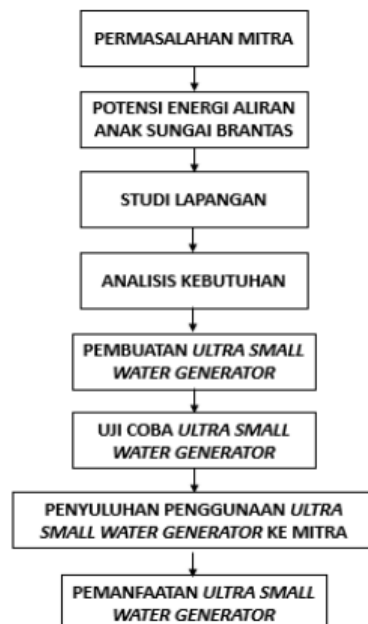 PERMASALAHAN MITRA
POTENSI ENERGI ALIRAN
ANAK SUNGAI BRANTAS
STUDI LAPANGAN
ANALISIS KEBUTUHAN
PEMBUATAN ULTRA SMALL
WATER GENERATOR
UJI COBA ULTRA SMALL
WATER GENERATOR
PENYULUHAN PENGGUNAAN ULTRA
SMALL WATER GENERATOR KE MITRA
PEMANFAATAN ULTRA SMALL
WATER GENERATOR